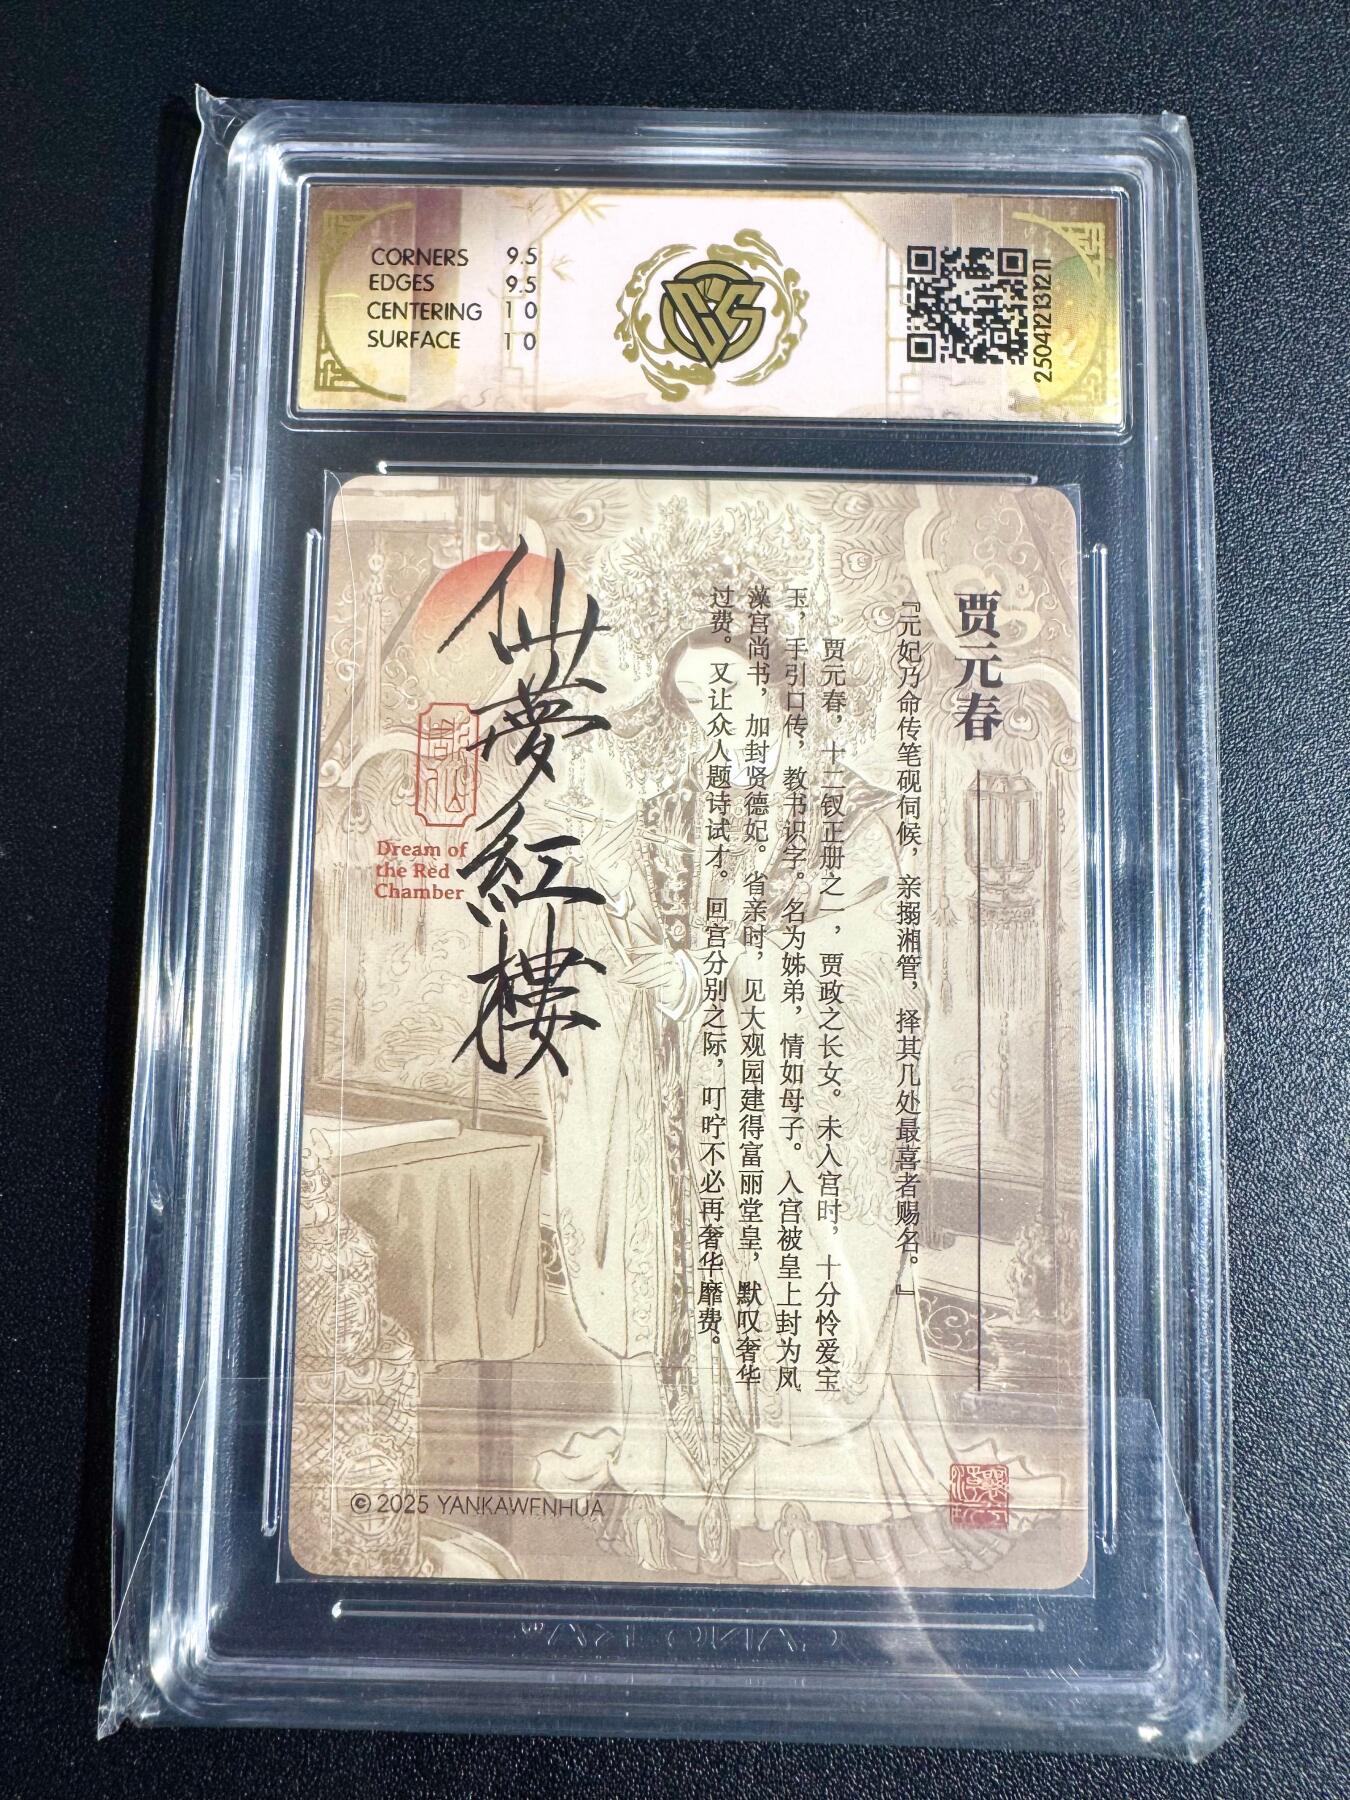 CORNERS 9.5
EDGES 9.5
CENTERING 10
SURFACE 10
CVG
250412131211
贾元春
『元妃乃命传笔砚伺候，亲搦湘管，择其几处最喜者赐名。』
贾元春，十二钗正册之一，贾政之长女。未入宫时，十分怜爱宝
玉，手引口传，教书识字。名为姊弟，情如母子。入宫被皇上封为凤
藻宫尚书，加封贤德妃。省亲时，见大观园建得富丽堂皇，默叹奢华
过费。又让众人题诗试才。回宫分别之际，叮咛不必再奢华靡费。
仙夢紅樓
Dream of
the Red
Chamber
© 2025 YANKAWENHUA